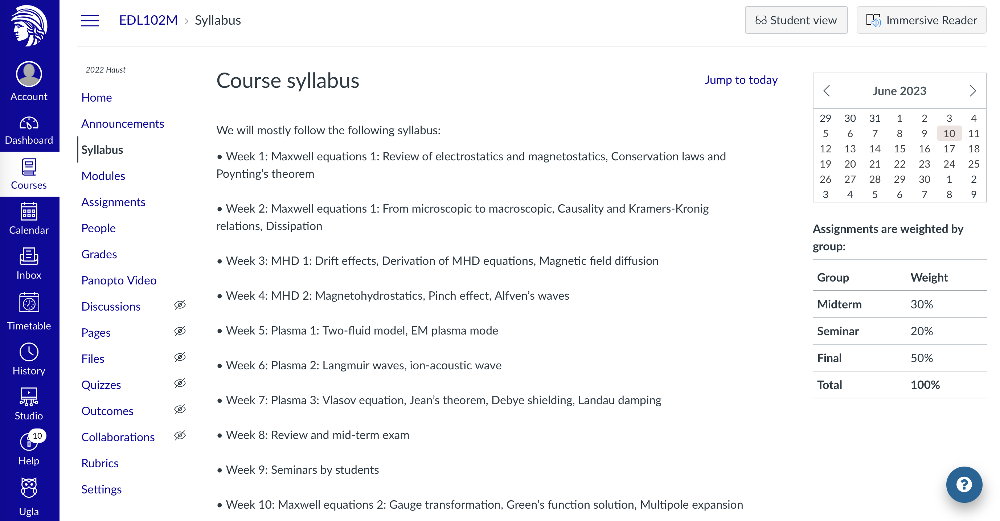 Account
Dashboard
Courses
Calendar
Inbox
Timetable
History
Studio
10
Help
Ugla
EÐL102M > Syllabus
Student view
Immersive Reader
2022 Haust
Home
Announcements
Syllabus
Modules
Assignments
People
Grades
Panopto Video
Discussions
Pages
Files
Quizzes
Outcomes
Collaborations
Rubrics
Settings
Course syllabus
Jump to today
We will mostly follow the following syllabus:
• Week 1: Maxwell equations 1: Review of electrostatics and magnetostatics, Conservation laws and
Poynting’s theorem
• Week 2: Maxwell equations 1: From microscopic to macroscopic, Causality and Kramers-Kronig
relations, Dissipation
• Week 3: MHD 1: Drift effects, Derivation of MHD equations, Magnetic field diffusion
• Week 4: MHD 2: Magnetohydrostatics, Pinch effect, Alfven’s waves
• Week 5: Plasma 1: Two-fluid model, EM plasma mode
• Week 6: Plasma 2: Langmuir waves, ion-acoustic wave
• Week 7: Plasma 3: Vlasov equation, Jean’s theorem, Debye shielding, Landau damping
• Week 8: Review and mid-term exam
• Week 9: Seminars by students
• Week 10: Maxwell equations 2: Gauge transformation, Green’s function solution, Multipole expansion
June 2023
29 30 31 1 2 3 4
5 6 7 8 9 10 11
12 13 14 15 16 17 18
19 20 21 22 23 24 25
26 27 28 29 30 1 2
3 4 5 6 7 8 9
Assignments are weighted by
group:
Group Weight
Midterm 30%
Seminar 20%
Final 50%
Total 100%
?